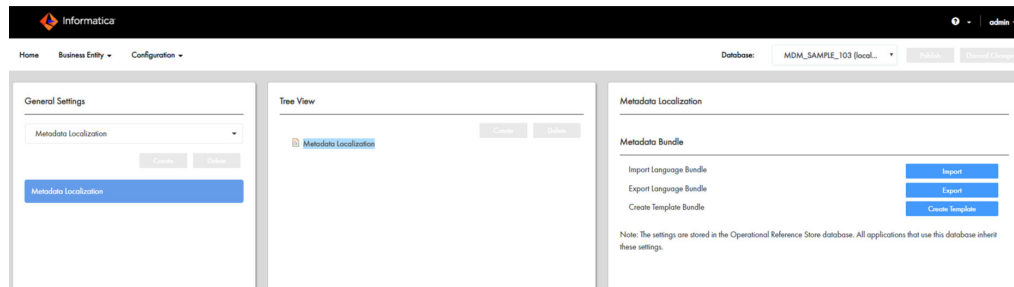 Informatica
admin
Home Business Entity Configuration
Database: MDM_SAMPLE_103 (local...
Publish Discard Changes
General Settings
Metadata Localization
Create Delete
Metadata Localization
Tree View
Create Delete
Metadata Localization
Metadata Localization
Metadata Bundle
Import Language Bundle Import
Export Language Bundle Export
Create Template Bundle Create Template
Note: The settings are stored in the Operational Reference Store database. All applications that use this database inherit
these settings.